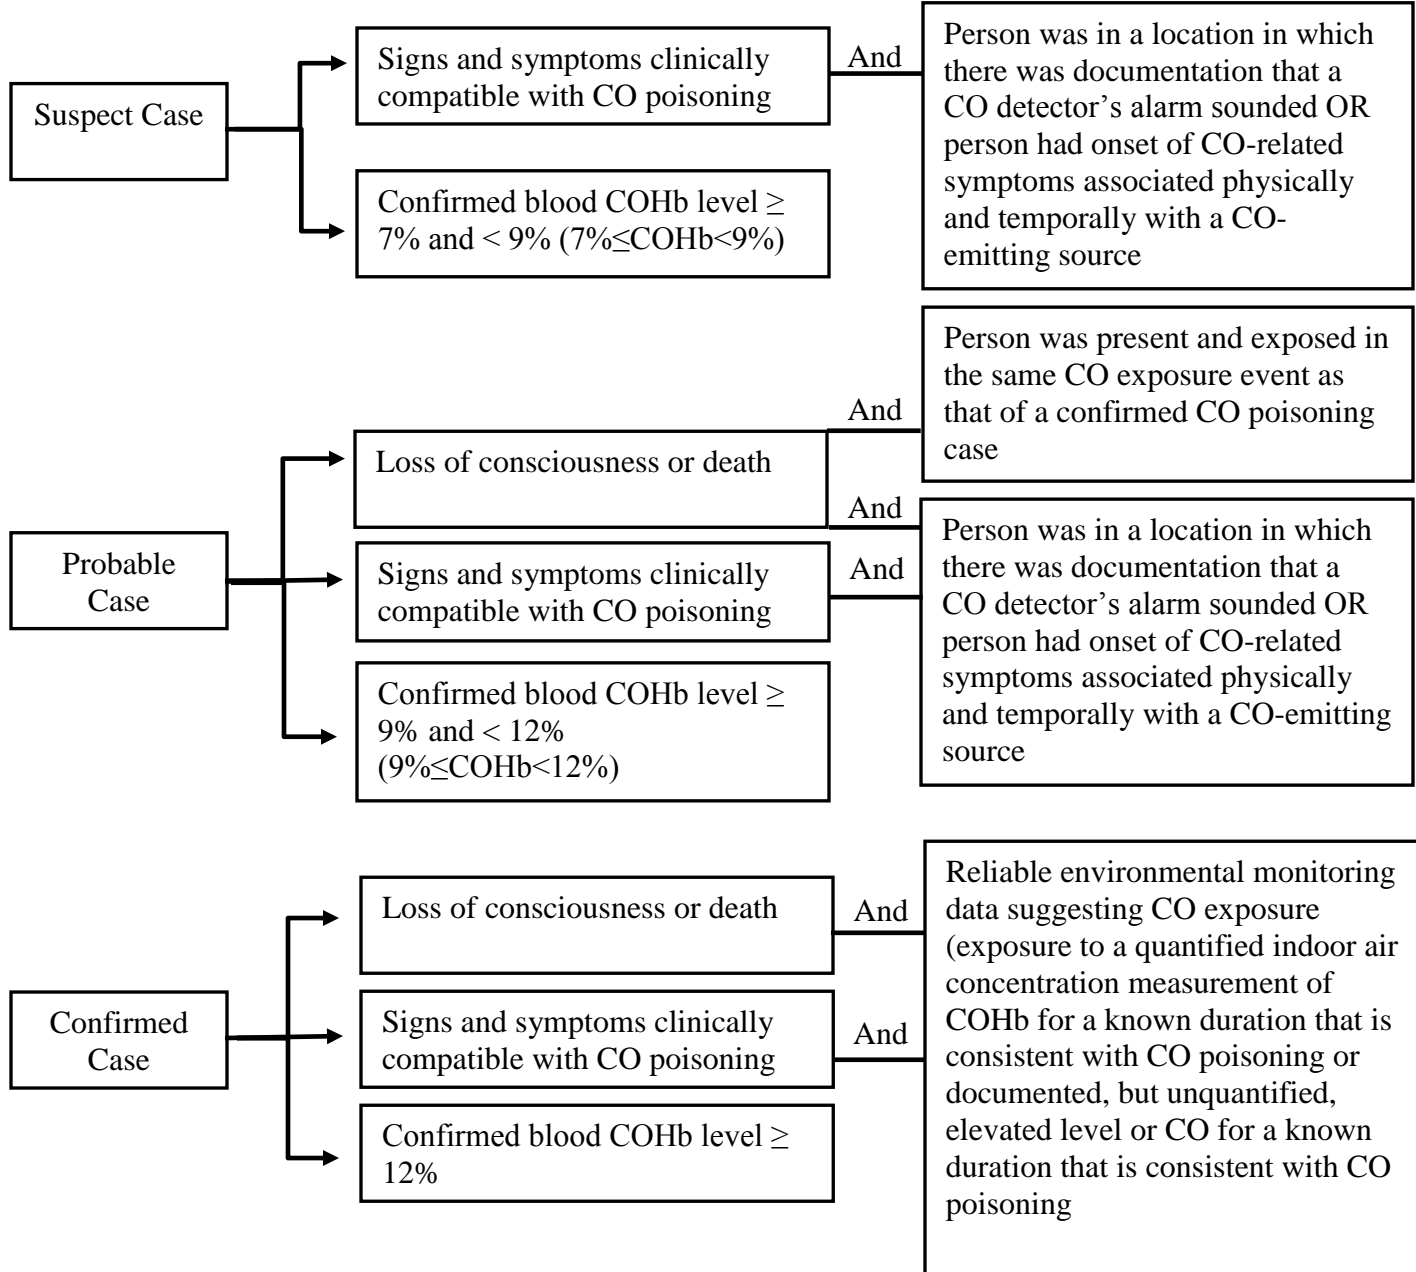 Suspect Case
Signs and symptoms clinically
compatible with CO poisoning
And
Person was in a location in which
there was documentation that a
CO detector’s alarm sounded OR
person had onset of CO-related
symptoms associated physically
and temporally with a CO-
emitting source
Confirmed blood COHb level ≥
7% and < 9% (7%≤COHb<9%)
Probable
Case
Loss of consciousness or death
And
Person was present and exposed in
the same CO exposure event as
that of a confirmed CO poisoning
case
And
Signs and symptoms clinically
compatible with CO poisoning
And
Person was in a location in which
there was documentation that a
CO detector’s alarm sounded OR
person had onset of CO-related
symptoms associated physically
and temporally with a CO-emitting
source
Confirmed blood COHb level ≥
9% and < 12%
(9%≤COHb<12%)
Confirmed
Case
Loss of consciousness or death
And
Signs and symptoms clinically
compatible with CO poisoning
And
Reliable environmental monitoring
data suggesting CO exposure
(exposure to a quantified indoor air
concentration measurement of
COHb for a known duration that is
consistent with CO poisoning or
documented, but unquantified,
elevated level or CO for a known
duration that is consistent with CO
poisoning
Confirmed blood COHb level ≥
12%